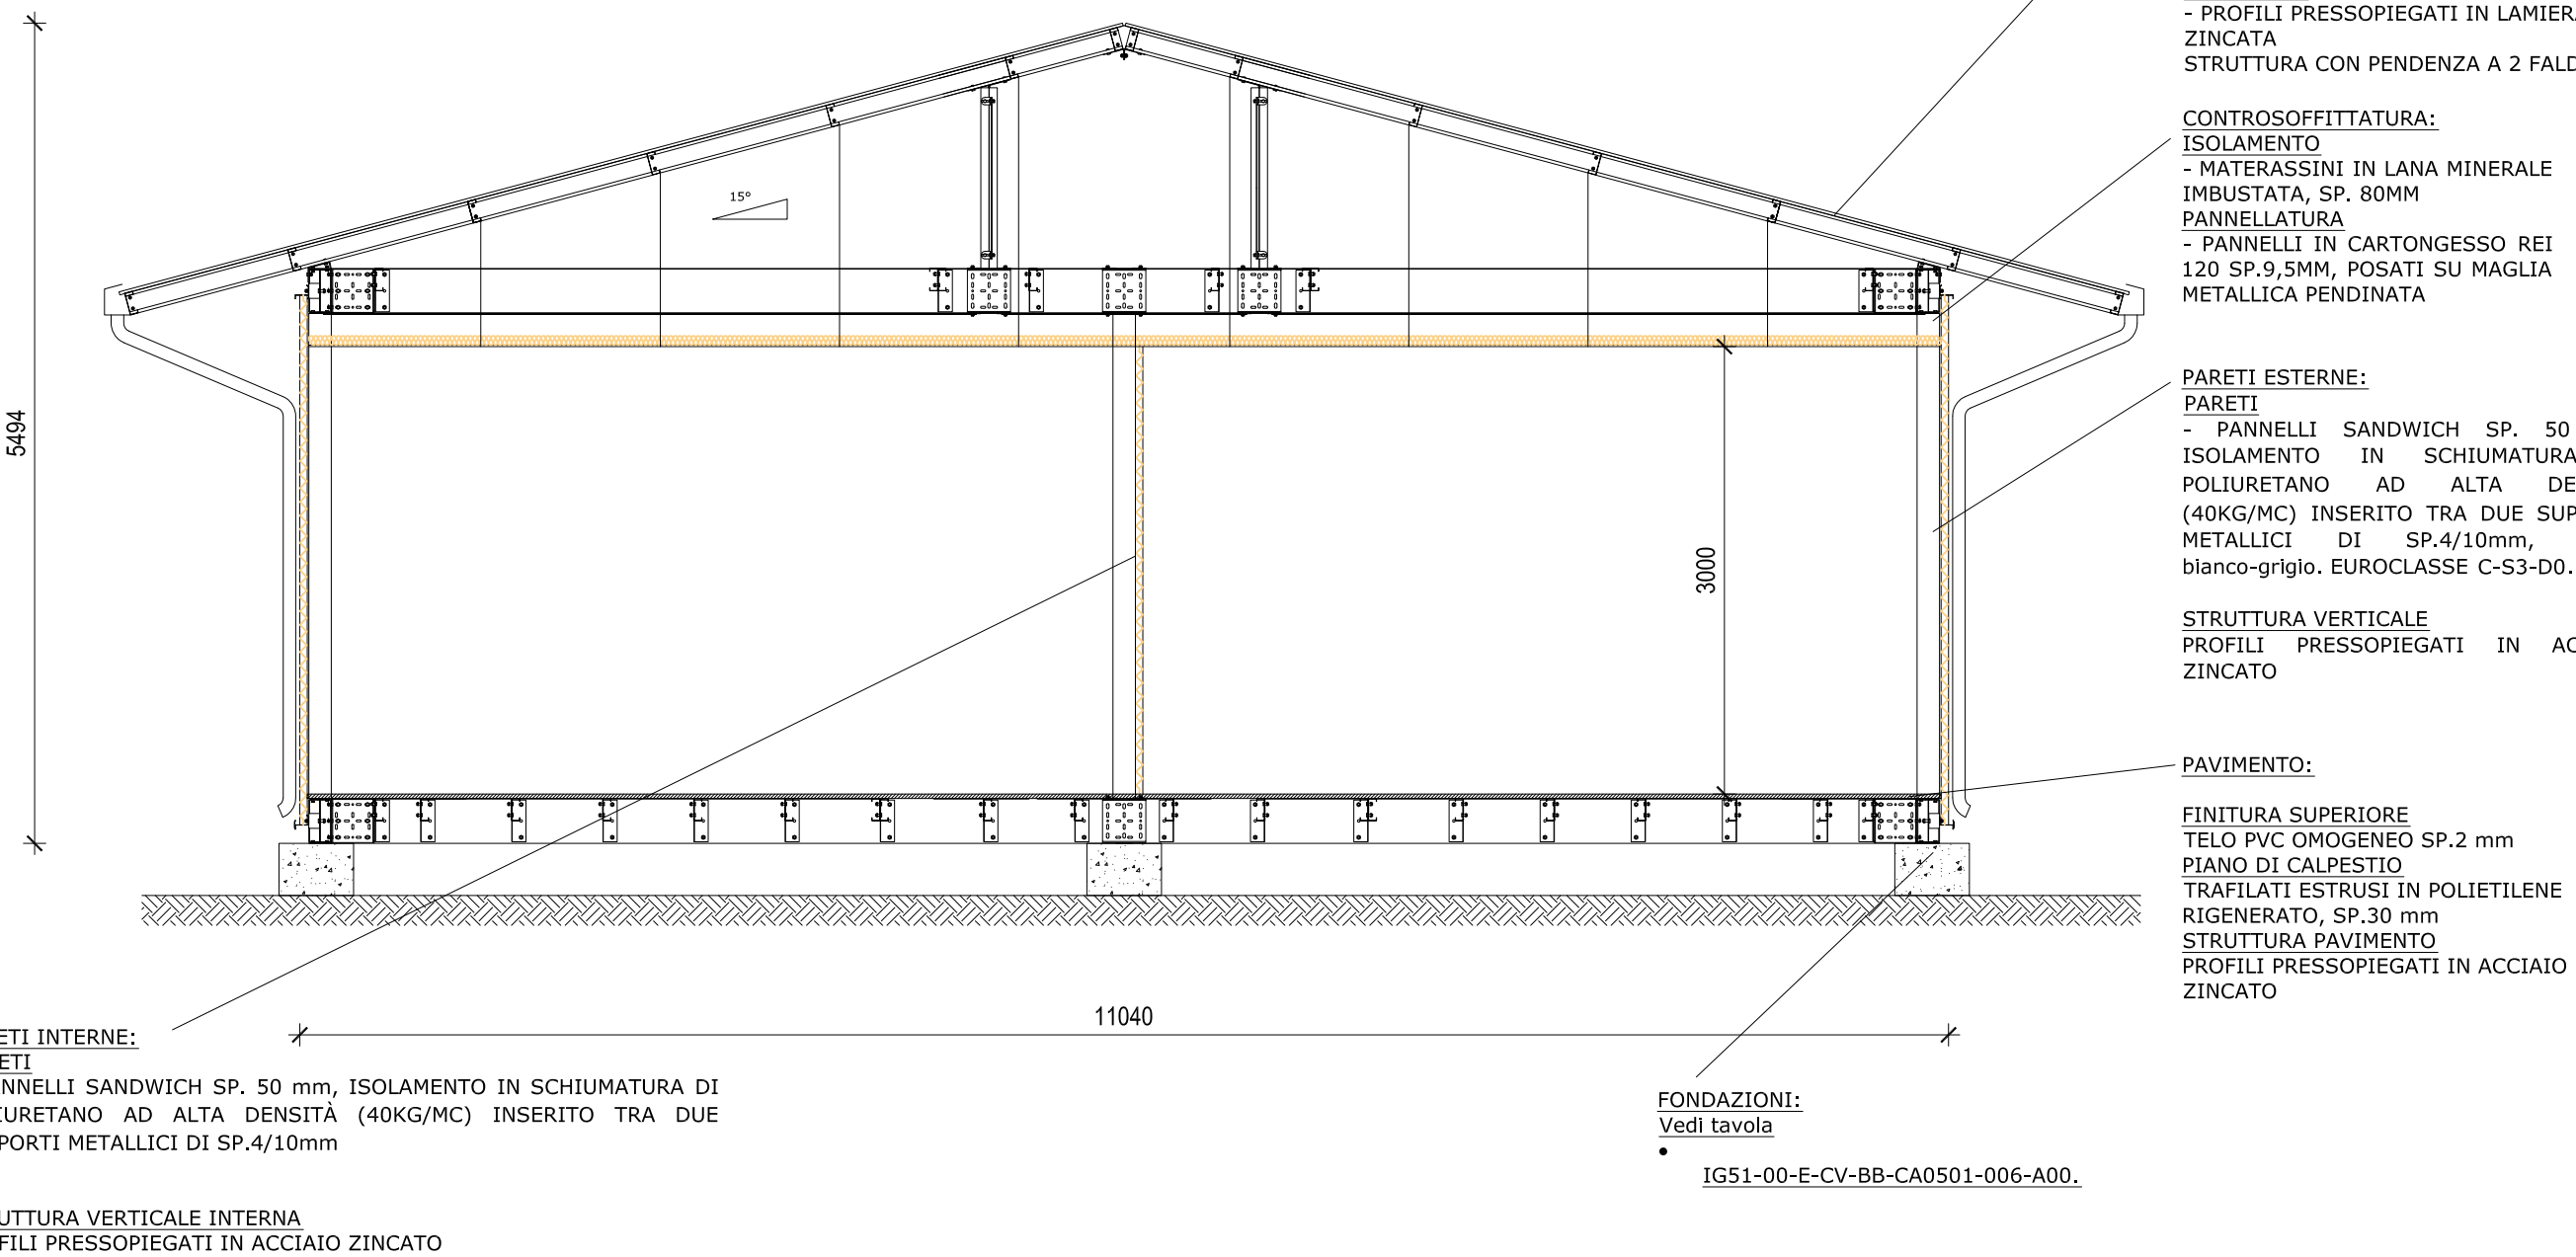 - PROFILI PRESSOPIEGATI IN LAMIER
ZINCATA
STRUTTURA CON PENDENZA A 2 FALD
CONTROSOFFITTATURA:
ISOLAMENTO
- MATERASSINI IN LANA MINERALE
IMBUSTATA, SP. 80MM
PANNELLATURA
- PANNELLI IN CARTONGESSO REI
120 SP.9,5MM, POSATI SU MAGLIA
METALLICA PENDINATA
PARETI ESTERNE:
PARETI
- PANNELLI SANDWICH SP. 50
ISOLAMENTO IN SCHIUMATURA
POLIURETANO AD ALTA DE
(40KG/MC) INSERITO TRA DUE SUP
METALLICI DI SP.4/10mm,
bianco-grigio. EUROCLASSE C-S3-D0.
STRUTTURA VERTICALE
PROFILI PRESSOPIEGATI IN AC
ZINCATO
PAVIMENTO:
FINITURA SUPERIORE
TELO PVC OMOGENEO SP.2 mm
PIANO DI CALPESTIO
TRAFILATI ESTRUSI IN POLIETILENE
RIGENERATO, SP.30 mm
STRUTTURA PAVIMENTO
PROFILI PRESSOPIEGATI IN ACCIAIO
ZINCATO
15°
5494
3000
11040
ETI INTERNE:
ETI
NNELLI SANDWICH SP. 50 mm, ISOLAMENTO IN SCHIUMATURA DI
IURETANO AD ALTA DENSITÀ (40KG/MC) INSERITO TRA DUE
PORTI METALLICI DI SP.4/10mm
UTTURA VERTICALE INTERNA
FILI PRESSOPIEGATI IN ACCIAIO ZINCATO
FONDAZIONI:
Vedi tavola
•
IG51-00-E-CV-BB-CA0501-006-A00.